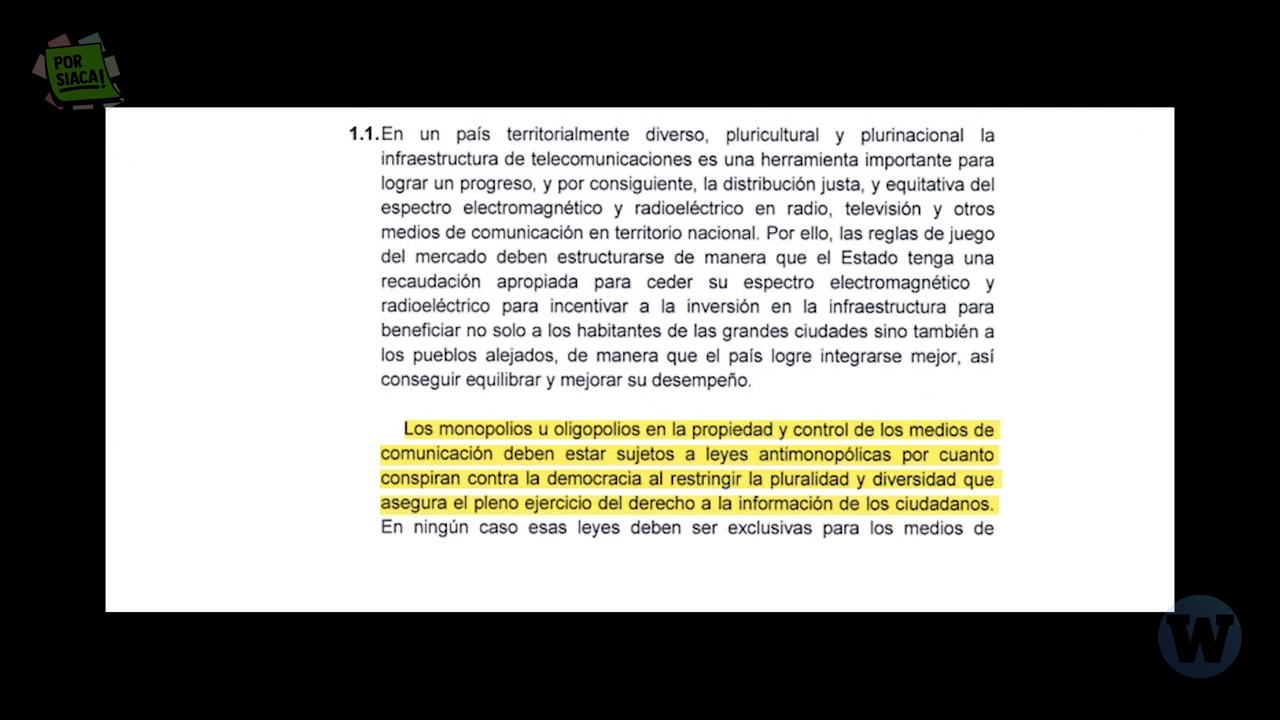 POR
SIACA!
1.1. En un país territorialmente diverso, pluricultural y plurinacional la
infraestructura de telecomunicaciones es una herramienta importante para
lograr un progreso, y por consiguiente, la distribución justa, y equitativa del
espectro electromagnético y radioeléctrico en radio, televisión y otros
medios de comunicación en territorio nacional. Por ello, las reglas de juego
del mercado deben estructurarse de manera que el Estado tenga una
recaudación apropiada para ceder su espectro electromagnético y
radioeléctrico para incentivar a la inversión en la infraestructura para
beneficiar no solo a los habitantes de las grandes ciudades sino también a
los pueblos alejados, de manera que el país logre integrarse mejor, así
conseguir equilibrar y mejorar su desempeño.
Los monopolios u oligopolios en la propiedad y control de los medios de
comunicación deben estar sujetos a leyes antimonopólicas por cuanto
conspiran contra la democracia al restringir la pluralidad y diversidad que
asegura el pleno ejercicio del derecho a la información de los ciudadanos.
En ningún caso esas leyes deben ser exclusivas para los medios de
W